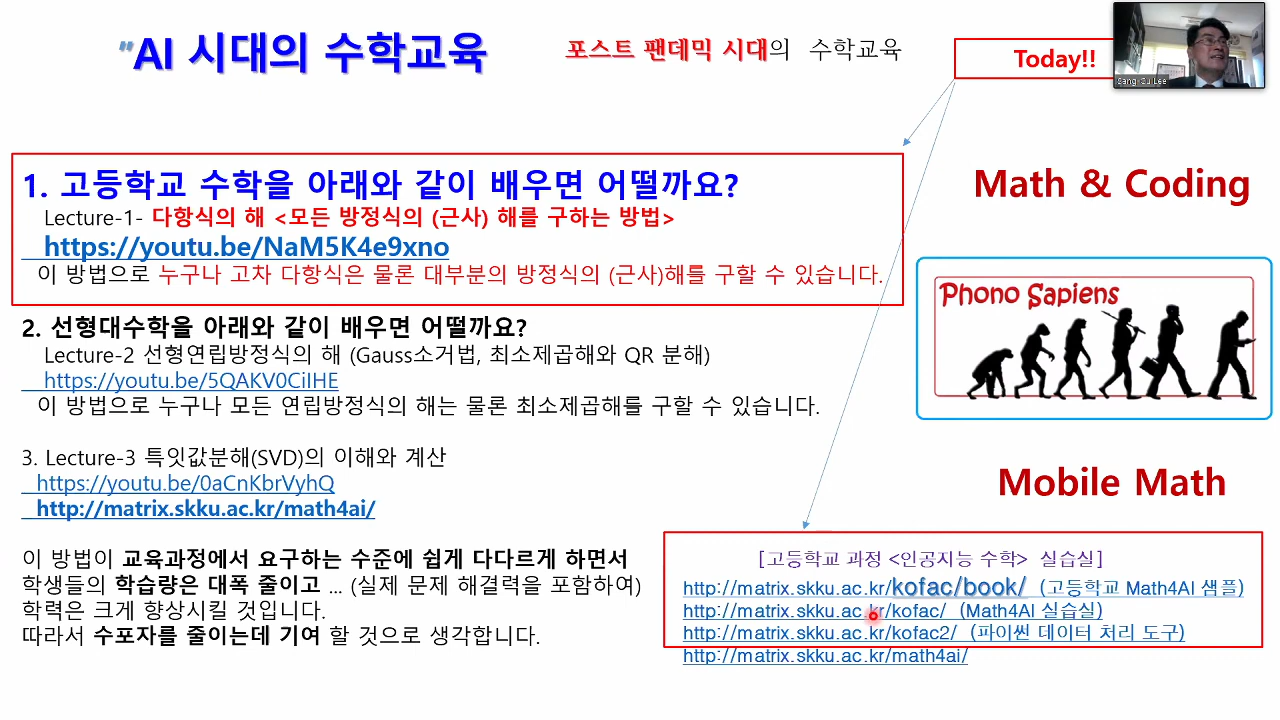 "AI 시대의 수학교육
포스트 팬데믹 시대의 수학교육
Today!!
Sang-Gu Lee
1. 고등학교 수학을 아래와 같이 배우면 어떨까요?
Lecture-1- 다항식의 해 <모든 방정식의 (근사) 해를 구하는 방법>
https://youtu.be/NaM5K4e9xno
이 방법으로 누구나 고차 다항식은 물론 대부분의 방정식의 (근사)해를 구할 수 있습니다.
2. 선형대수학을 아래와 같이 배우면 어떨까요?
Lecture-2 선형연립방정식의 해 (Gauss소거법, 최소제곱해와 QR 분해)
https://youtu.be/5QAKV0CiIHE
이 방법으로 누구나 모든 연립방정식의 해는 물론 최소제곱해를 구할 수 있습니다.
3. Lecture-3 특잇값분해(SVD)의 이해와 계산
https://youtu.be/0aCnKbrVyhQ
http://matrix.skku.ac.kr/math4ai/
이 방법이 교육과정에서 요구하는 수준에 쉽게 다다르게 하면서
학생들의 학습량은 대폭 줄이고 ... (실제 문제 해결력을 포함하여)
학력은 크게 향상시킬 것입니다.
따라서 수포자를 줄이는데 기여 할 것으로 생각합니다.
Math & Coding
Phono Sapiens
Mobile Math
[고등학교 과정 <인공지능 수학> 실습실]
http://matrix.skku.ac.kr/kofac/book/ (고등학교 Math4AI 샘플)
http://matrix.skku.ac.kr/kofac/ (Math4AI 실습실)
http://matrix.skku.ac.kr/kofac2/ (파이썬 데이터 처리 도구)
http://matrix.skku.ac.kr/math4ai/